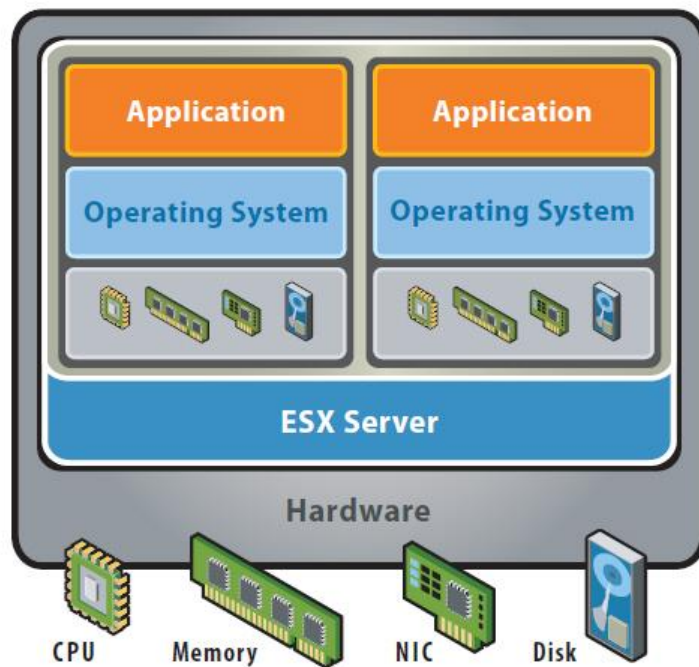 Application
Application
Operating System
Operating System
ESX Server
Hardware
CPU
Memory
NIC
Disk